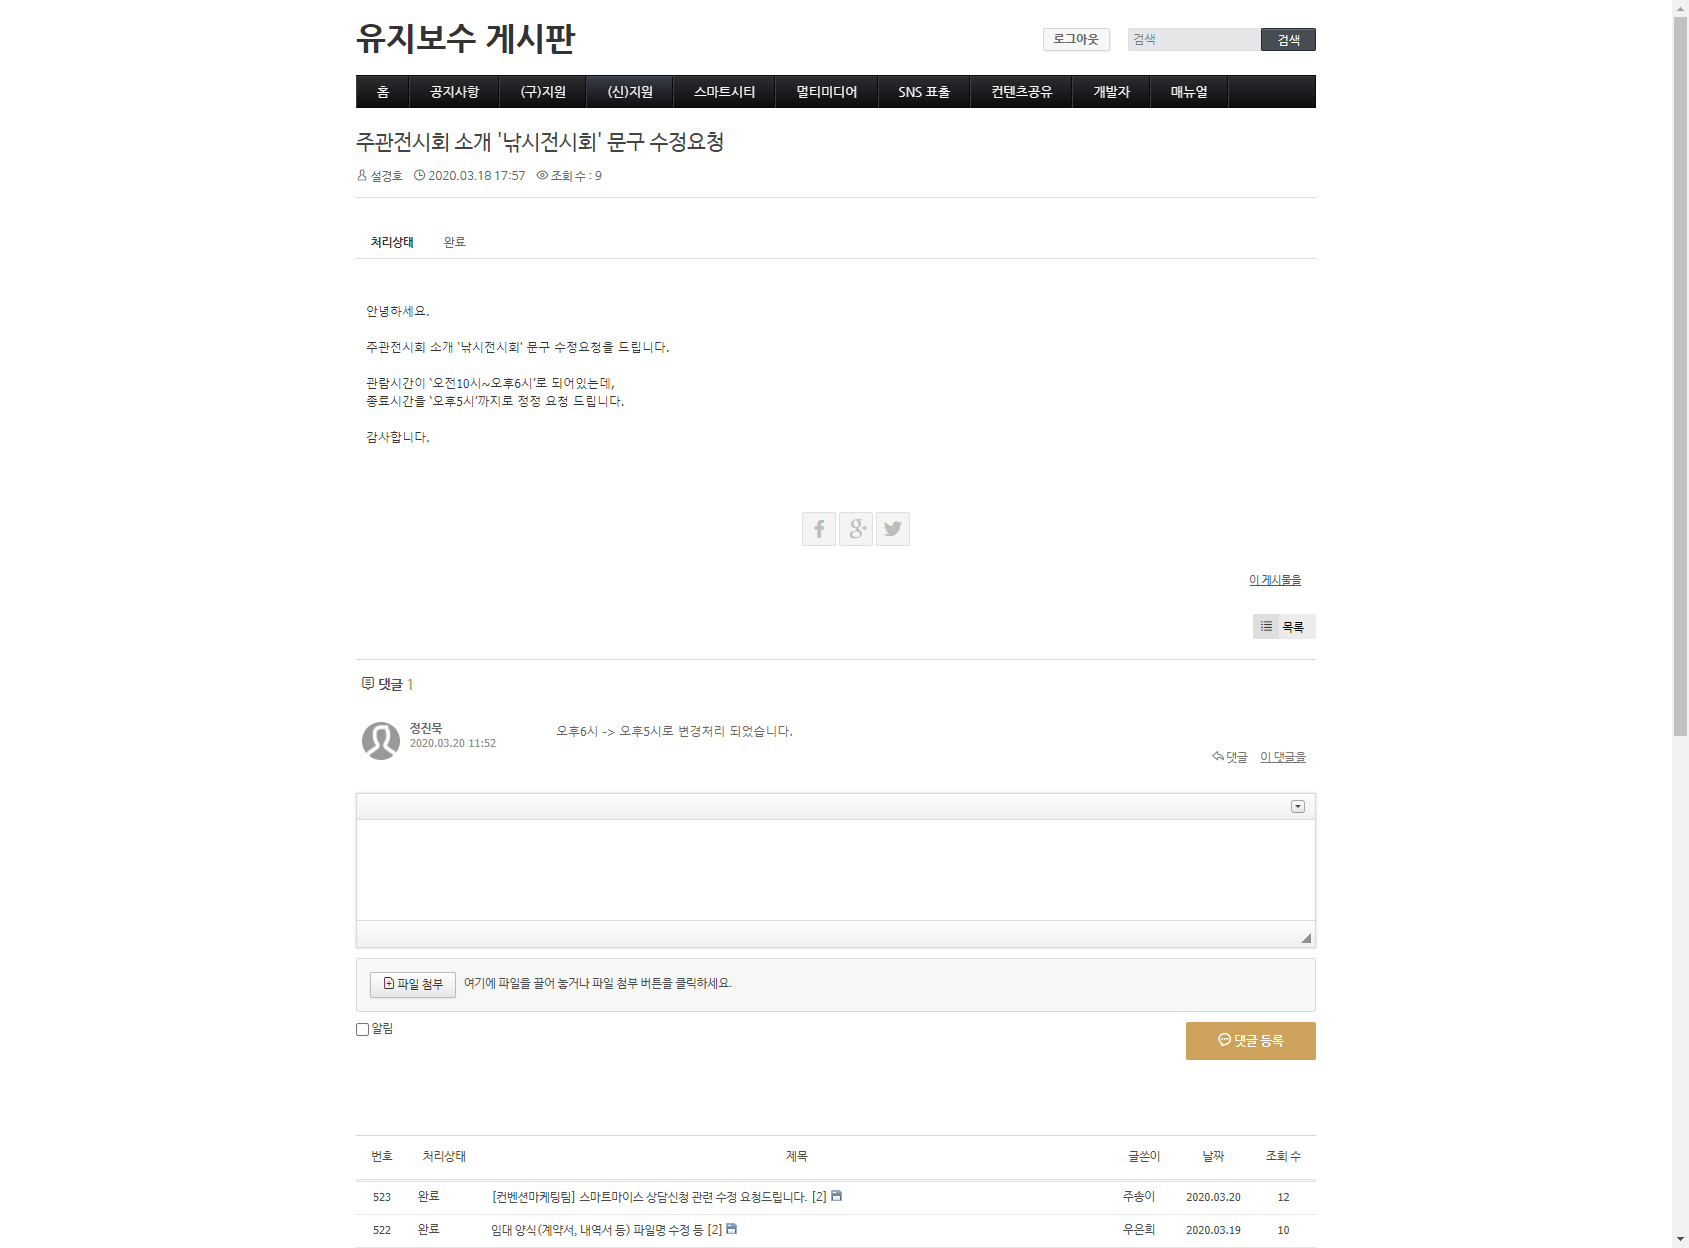 유지보수 게시판
로그아웃 검색 검색
홈 공지사항 (구)지원 (신)지원 스마트시티 멀티미디어 SNS 표출 컨텐츠공유 개발자 매뉴얼
주관전시회 소개 '낚시전시회' 문구 수정요청
설경호 2020.03.18 17:57 조회 수 : 9
처리상태 완료
안녕하세요.
주관전시회 소개 '낚시전시회' 문구 수정요청을 드립니다.
관람시간이 '오전10시~오후6시'로 되어있는데,
종료시간을 '오후5시'까지로 정정 요청 드립니다.
감사합니다.
이 게시물을
목록
댓글 1
정진묵 오후6시 -> 오후5시로 변경처리 되었습니다.
2020.03.20 11:52
댓글 이 댓글을
파일 첨부 여기에 파일을 끌어 놓거나 파일 첨부 버튼을 클릭하세요.
알림
댓글 등록
번호 처리상태 제목 글쓴이 날짜 조회 수
523 완료 [컨벤션마케팅팀] 스마트마이스 상담신청 관련 수정 요청드립니다. [2] 주송이 2020.03.20 12
522 완료 임대 양식(계약서, 내역서 등) 파일명 수정 등 [2] 우은희 2020.03.19 10